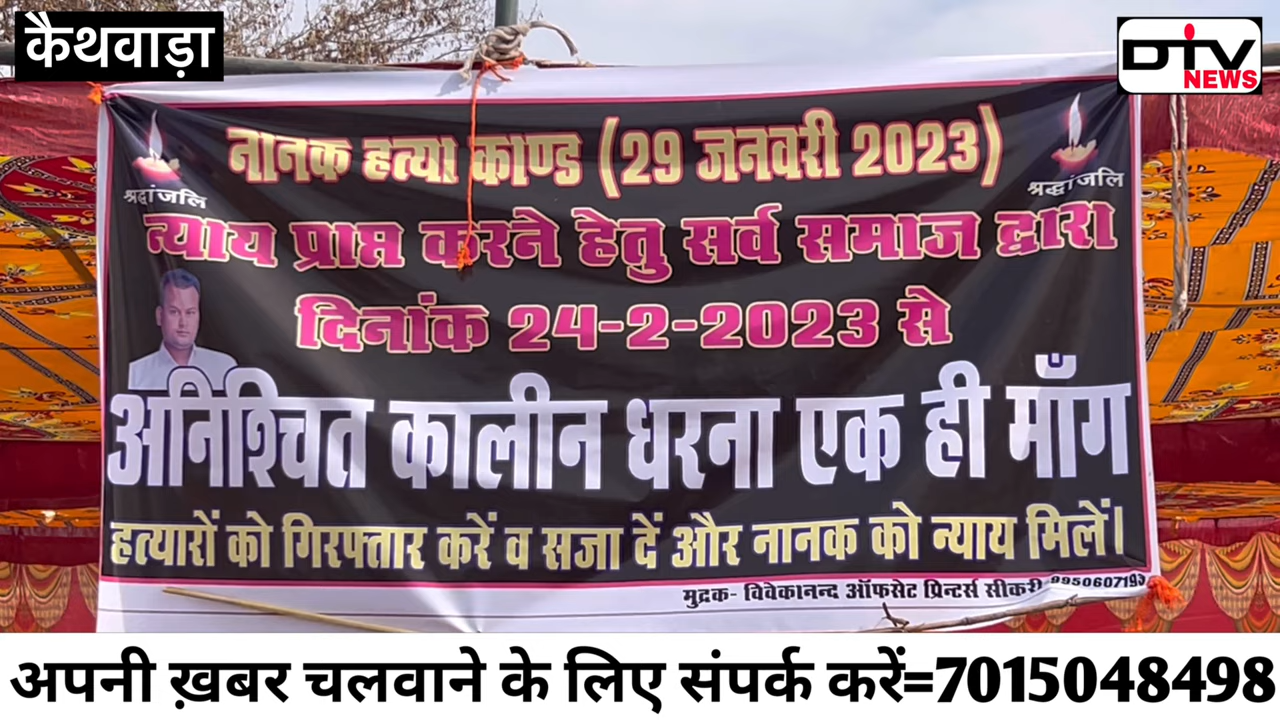 कैथवाड़ा
DTV
NEWS
नानक हत्या काण्ड (29 जनवरी 2023)
श्रद्धांजलि
श्रद्धांजलि
न्याय प्राप्त करने हेतु सर्व समाज द्वारा
दिनांक 24-2-2023 से
अनिश्चित कालीन धरना एक ही माँग
हत्यारों को गिरफ्तार करें व सजा दें और नानक को न्याय मिलें।
मुद्रक- विवेकानन्द ऑफसेट प्रिन्टर्स सीकरी
अपनी ख़बर चलवाने के लिए संपर्क करें=7015048498